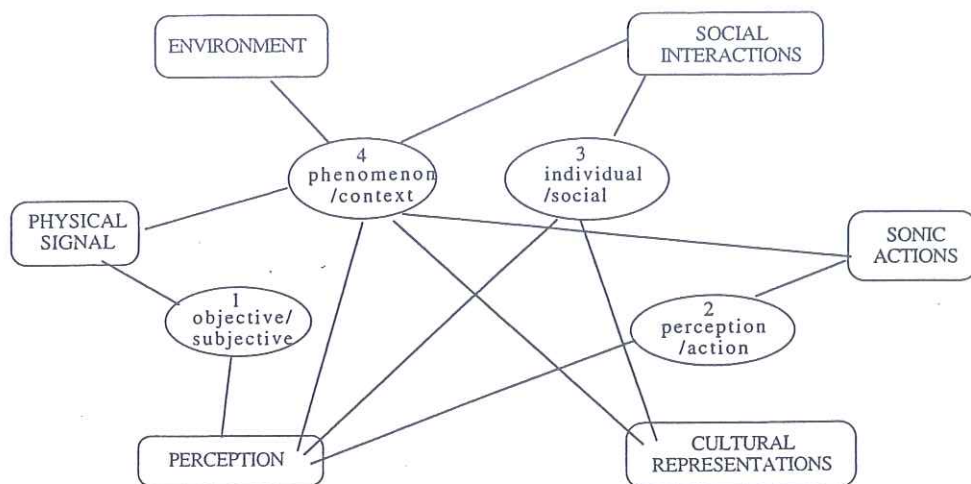 ENVIRONMENT
SOCIAL
INTERACTIONS
4
phenomenon
/context
3
individual
/social
PHYSICAL
SIGNAL
SONIC
ACTIONS
1
objective/
subjective
2
perception
/action
PERCEPTION
CULTURAL
REPRESENTATIONS